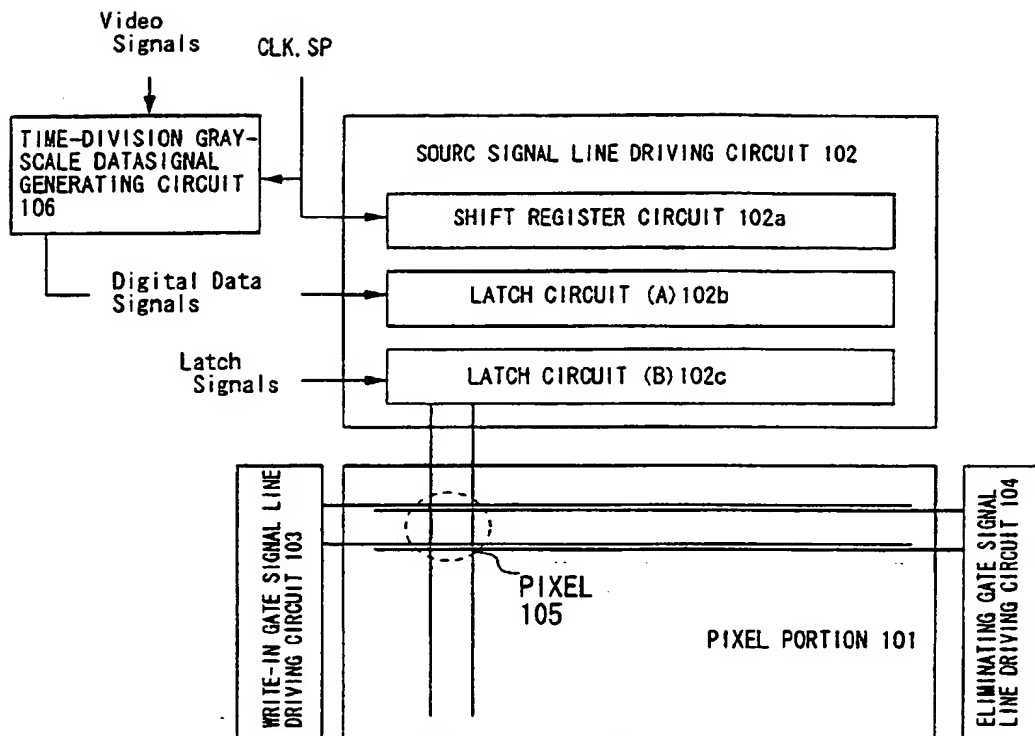 Video
Signals
CLK.SP
TIME-DIVISION GRAY-
SCALE DATASIGNAL
GENERATING CIRCUIT
106
SOURC SIGNAL LINE DRIVING CIRCUIT 102
SHIFT REGISTER CIRCUIT 102a
Digital Data
Signals
LATCH CIRCUIT (A)102b
Latch
Signals
LATCH CIRCUIT (B)102c
WRITE-IN GATE SIGNAL LINE
DRIVING CIRCUIT 103
PIXEL
105
PIXEL PORTION 101
ELIMINATING GATE SIGNAL
LINE DRIVING CIRCUIT 104